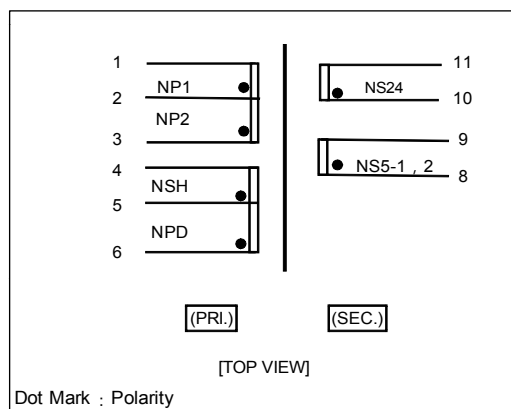 1
NP1
2
NP2
3
4
NSH
5
NPD
6
11
NS24
10
9
NS5-1 , 2
8
(PRI.)
(SEC.)
[TOP VIEW]
Dot Mark : Polarity